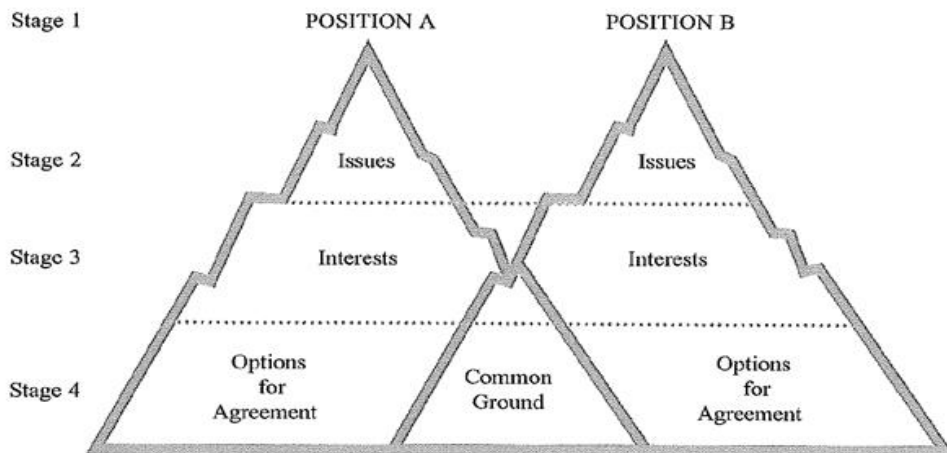 Stage 1 POSITION A POSITION B
Stage 2 Issues Issues
Stage 3 Interests Interests
Stage 4
Options
for
Agreement
Common
Ground
Options
for
Agreement